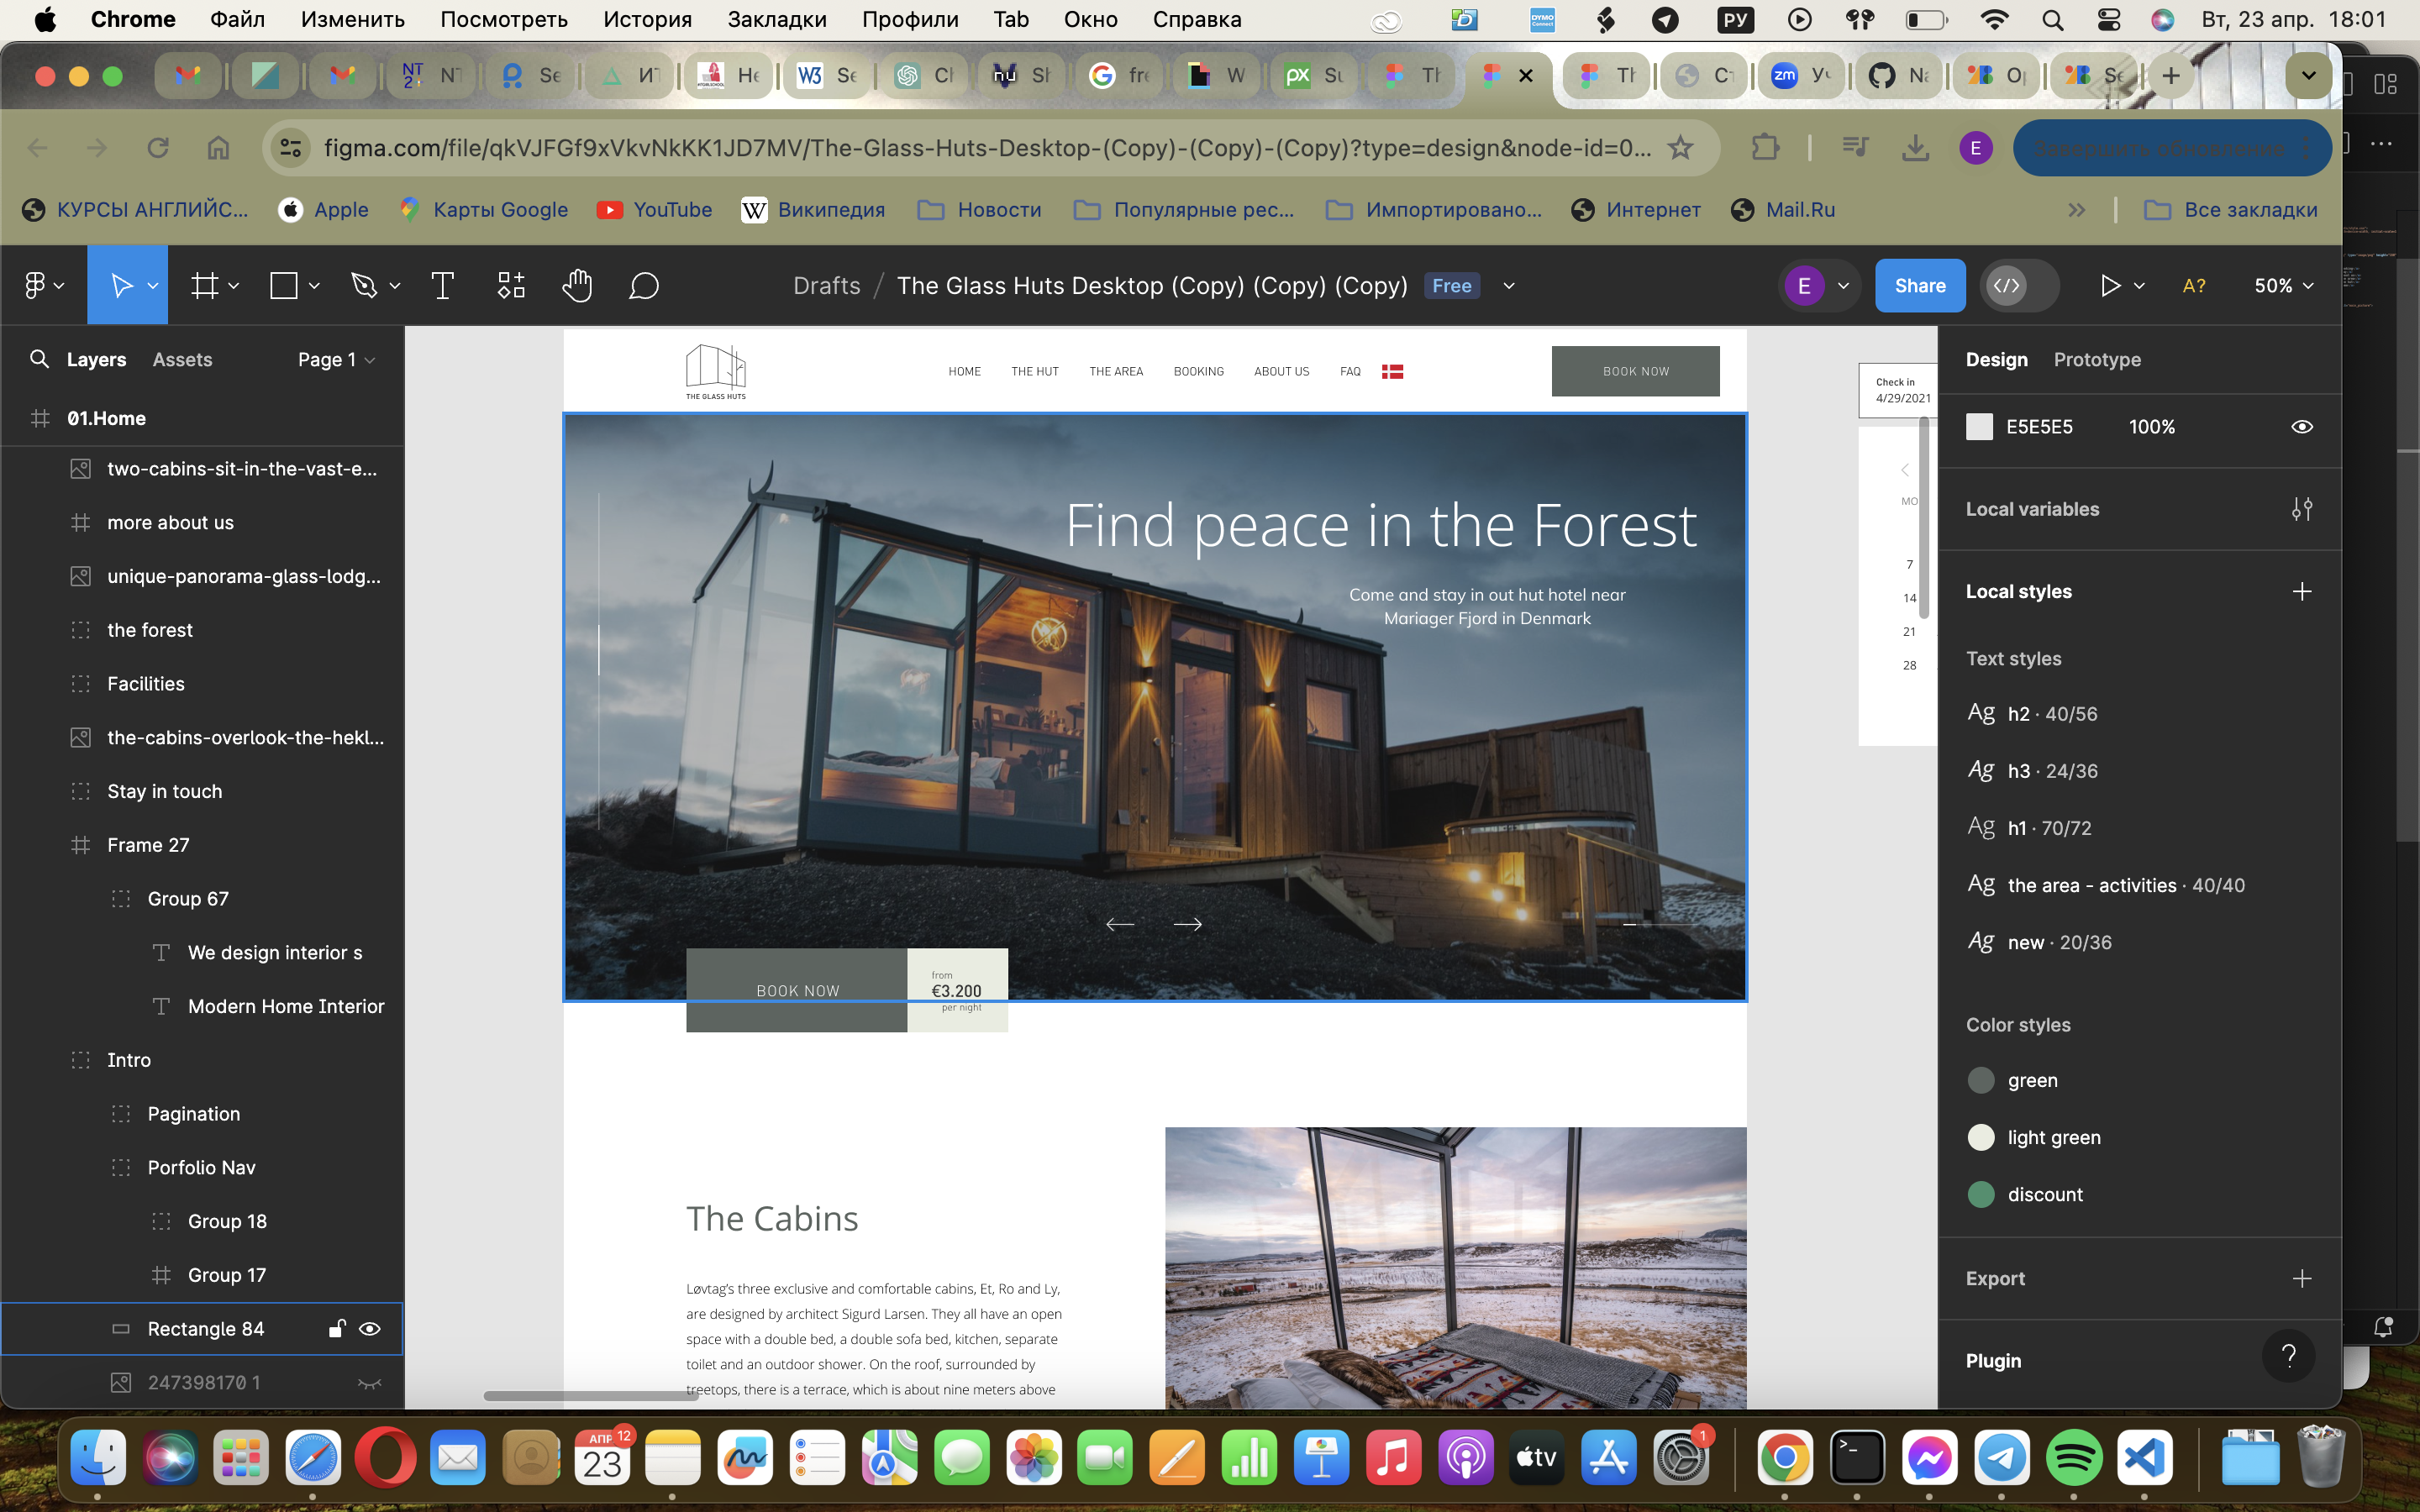 Chrome Файл Изменить Посмотреть История Закладки Профили Tab Окно Справка РУ Вт, 23 апр. 18:01
figma.com/file/qkVJFGf9xVkvNkKK1JD7MV/The-Glass-Huts-Desktop-(Copy)-(Copy)-(Copy)?type=design&node-id=0... E Завершить обновление
КУРСЫ АНГЛИЙС... Apple Карты Google YouTube Википедия Новости Популярные рес... Импортировано... Интернет Mail.Ru » Все закладки
Drafts / The Glass Huts Desktop (Copy) (Copy) (Copy) Free E Share A? 50%
Layers Assets Page 1
01.Home
two-cabins-sit-in-the-vast-e...
more about us
unique-panorama-glass-lodg...
the forest
Facilities
the-cabins-overlook-the-hekl...
Stay in touch
Frame 27
Group 67
We design interior s
Modern Home Interior
Intro
Pagination
Porfolio Nav
Group 18
Group 17
Rectangle 84
247398170 1
THE GLASS HUTS
HOME THE HUT THE AREA BOOKING ABOUT US FAQ BOOK NOW
Find peace in the Forest
Come and stay in out hut hotel near
Mariager Fjord in Denmark
BOOK NOW
from
€3.200
per night
The Cabins
Løvtag's three exclusive and comfortable cabins, Et, Ro and Ly,
are designed by architect Sigurd Larsen. They all have an open
space with a double bed, a double sofa bed, kitchen, separate
toilet and an outdoor shower. On the roof, surrounded by
treetops, there is a terrace, which is about nine meters above
Check in
4/29/2021
MO
7
14
21
28
Design Prototype
E5E5E5 100%
Local variables
Local styles
Text styles
Ag h2 · 40/56
Ag h3 · 24/36
Ag h1 · 70/72
Ag the area - activities · 40/40
Ag new · 20/36
Color styles
green
light green
discount
Export
Plugin
?
АПР. 23
12
tv
1